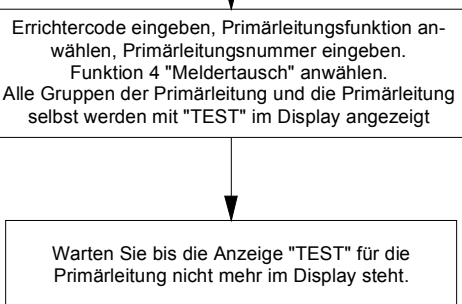 Errichtercode eingeben, Primärleitungsfunktion an-
wählen, Primärleitungsnummer eingeben.
Funktion 4 "Meldertausch" anwählen.
Alle Gruppen der Primärleitung und die Primärleitung
selbst werden mit "TEST" im Display angezeigt
Warten Sie bis die Anzeige "TEST" für die
Primärleitung nicht mehr im Display steht.